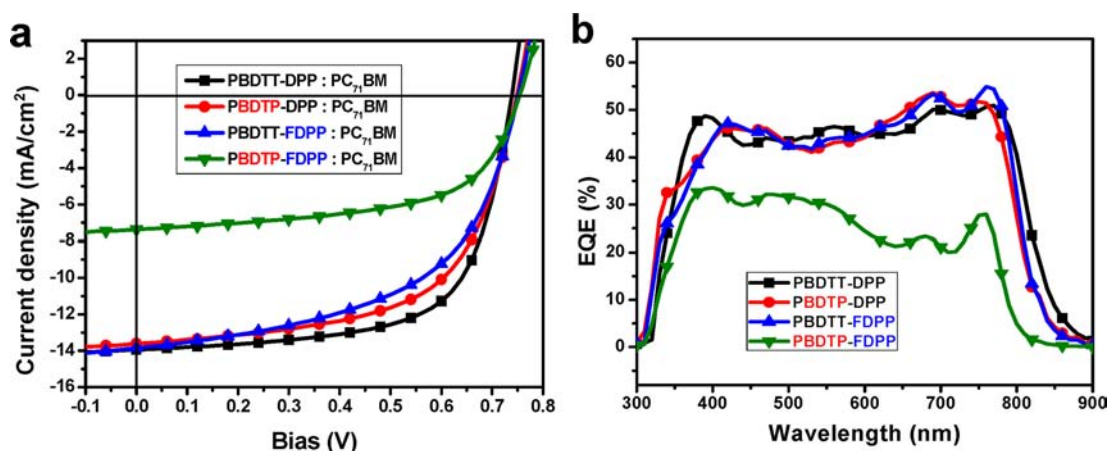 a
2
0
-2
-4
-6
-8
-10
-12
-14
-16
Current density (mA/cm²)
PBDTT-DPP : PC₇₁BM
PBDTP-DPP : PC₇₁BM
PBDTT-FDPP : PC₇₁BM
PBDTP-FDPP : PC₇₁BM
-0.1 0.0 0.1 0.2 0.3 0.4 0.5 0.6 0.7 0.8
Bias (V)
b
70
60
50
40
30
20
10
0
EQE (%)
PBDTT-DPP
PBDTP-DPP
PBDTT-FDPP
PBDTP-FDPP
300 400 500 600 700 800 900
Wavelength (nm)